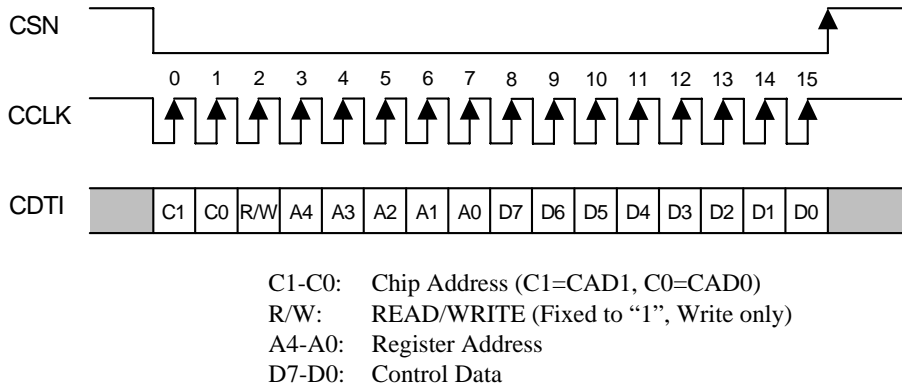 CSN
0 1 2 3 4 5 6 7 8 9 10 11 12 13 14 15
CCLK
CDTI C1 C0 R/W A4 A3 A2 A1 A0 D7 D6 D5 D4 D3 D2 D1 D0
C1-C0: Chip Address (C1=CAD1, C0=CAD0)
R/W: READ/WRITE (Fixed to “1”, Write only)
A4-A0: Register Address
D7-D0: Control Data